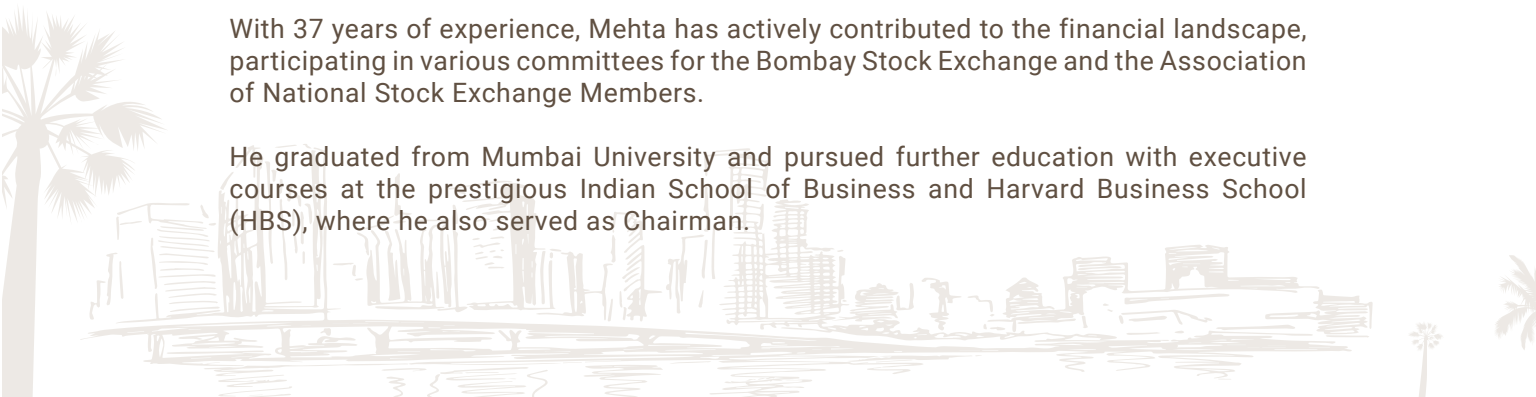 With 37 years of experience, Mehta has actively contributed to the financial landscape,
participating in various committees for the Bombay Stock Exchange and the Association
of National Stock Exchange Members.
He graduated from Mumbai University and pursued further education with executive
courses at the prestigious Indian School of Business and Harvard Business School
(HBS), where he also served as Chairman.